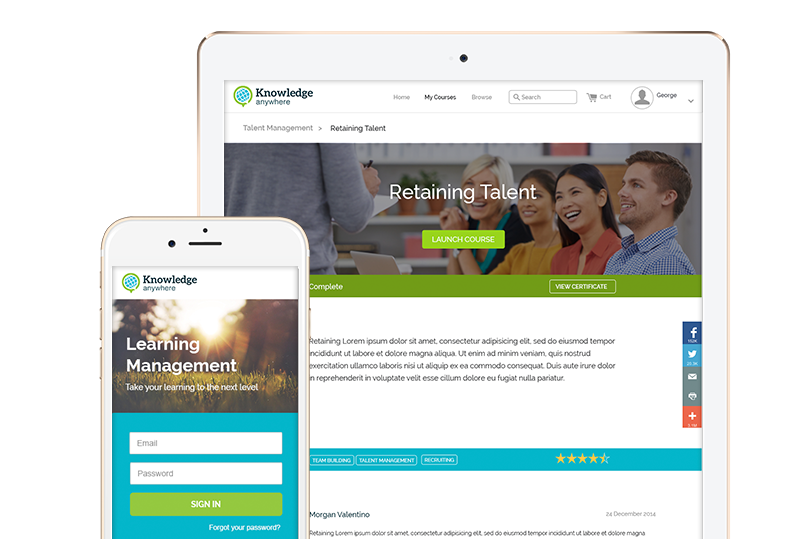 Knowledge
anywhere
Home My Courses Browse Search Cart George
Talent Management > Retaining Talent
Retaining Talent
LAUNCH COURSE
Complete VIEW CERTIFICATE
Retaining Lorem ipsum dolor sit amet, consectetur adipisicing elit, sed do eiusmod tempor
incididunt ut labore et dolore magna aliqua. Ut enim ad minim veniam, quis nostrud
exercitation ullamco laboris nisi ut aliquip ex ea commodo consequat. Duis aute irure dolor
in reprehenderit in voluptate velit esse cillum dolore eu fugiat nulla pariatur.
TEAM BUILDING TALENT MANAGEMENT RECRUITING
Morgan Valentino 24 December 2014
Retaining Lorem ipsum dolor sit amet, consectetur adipisicing elit, sed do eiusmod tempor incididunt ut labore et dolore magna
Knowledge
anywhere
Learning
Management
Take your learning to the next level
Email
Password
SIGN IN
Forgot your password?